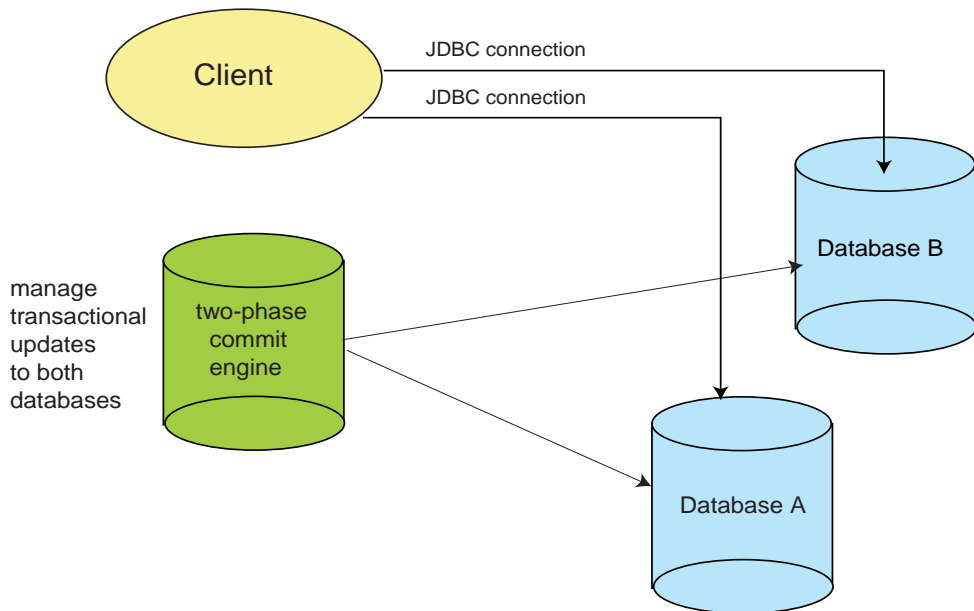 JDBC connection
Client
JDBC connection
Database B
manage
transactional
updates
to both
databases
two-phase
commit
engine
Database A